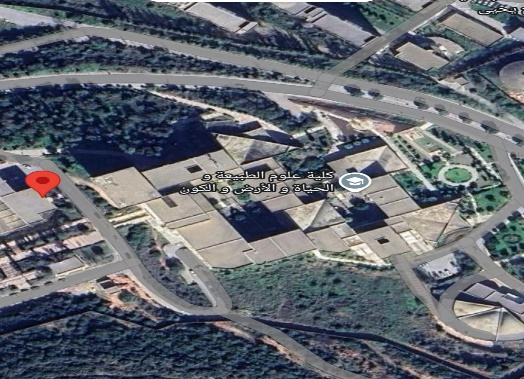 كلية علوم الطبيعة و
الحياة و الأرض و الكون